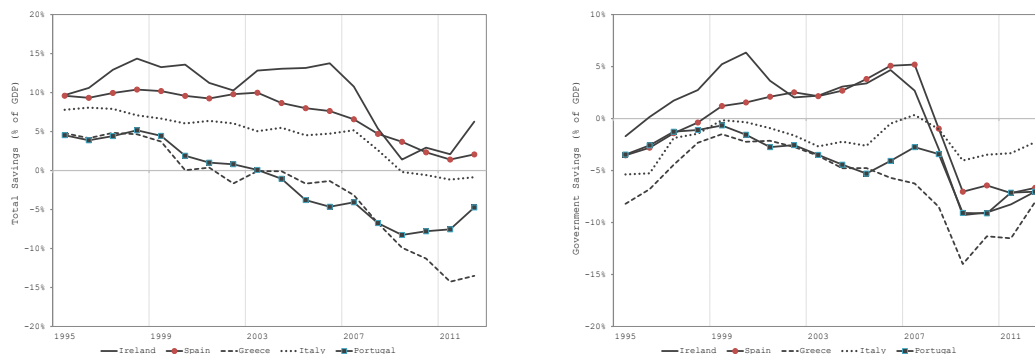 20%
15%
10%
5%
0%
-5%
-10%
-15%
-20%
Total Savings (% of GDP)
1995 1999 2003 2007 2011
Ireland Spain Greece Italy Portugal
10%
5%
0%
-5%
-10%
-15%
-20%
Government Savings (% of GDP)
1995 1999 2003 2007 2011
Ireland Spain Greece Italy Portugal